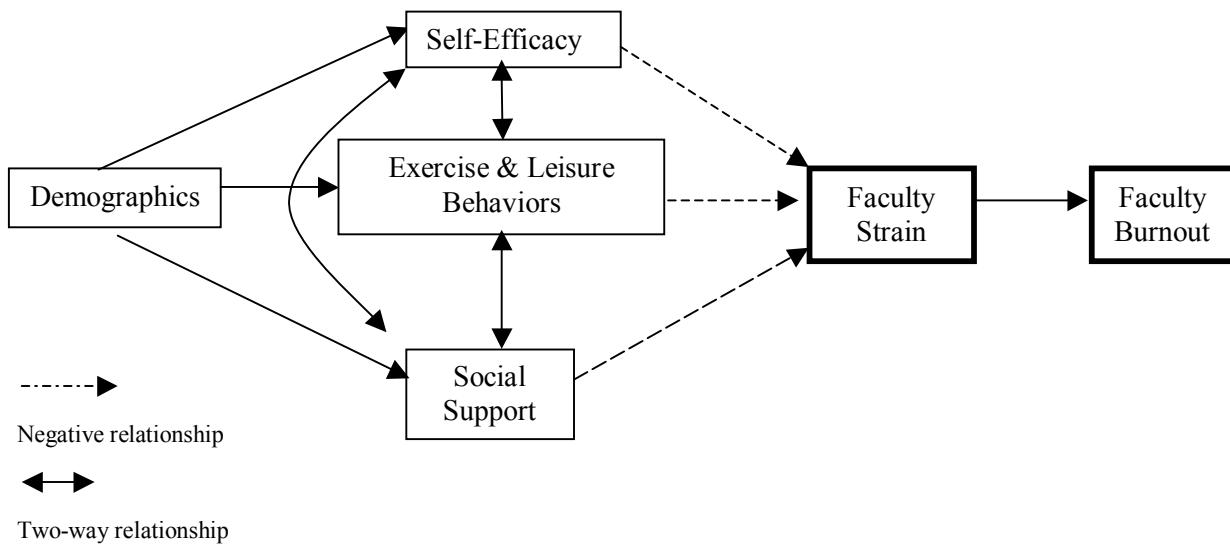 Self-Efficacy
Exercise & Leisure
Behaviors
Demographics
Faculty
Strain
Faculty
Burnout
Social
Support
Negative relationship
Two-way relationship